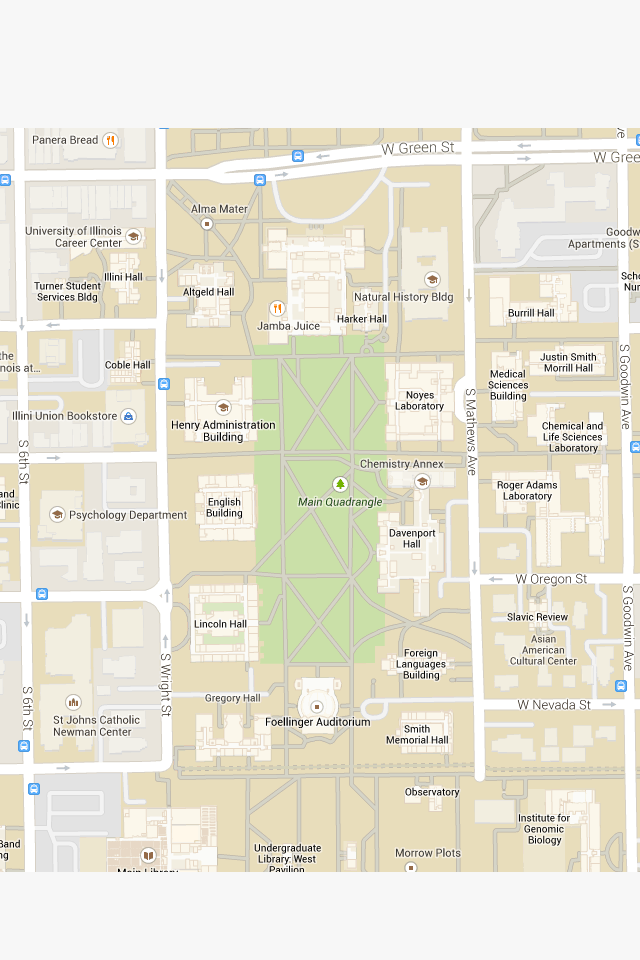 Panera Bread
W Green St
W Gree
ve
Alma Mater
University of Illinois
Career Center
Goodw
Apartments (S
Illini Hall
Turner Student
Services Bldg
Altgeld Hall
Natural History Bldg
Jamba Juice
Harker Hall
Burrill Hall
Scho
Nur
the
nois at...
Coble Hall
Justin Smith
Morrill Hall
S Goodwin Ave
Medical
Sciences
Building
Noyes
Laboratory
S Mathews Ave
Illini Union Bookstore
Henry Administration
Building
Chemical and
Life Sciences
Laboratory
S 6th St
Chemistry Annex
and
Clinic
Main Quadrangle
English
Building
Roger Adams
Laboratory
Psychology Department
Davenport
Hall
W Oregon St
S Goodwin Ave
Lincoln Hall
Slavic Review
Asian
American
Cultural Center
Foreign
Languages
Building
S Wright St
S 6th St
Gregory Hall
W Nevada St
St Johns Catholic
Newman Center
Foellinger Auditorium
Smith
Memorial Hall
Observatory
Institute for
Genomic
Biology
Band
ng
Undergraduate
Library: West
Pavilion
Morrow Plots
Main Library